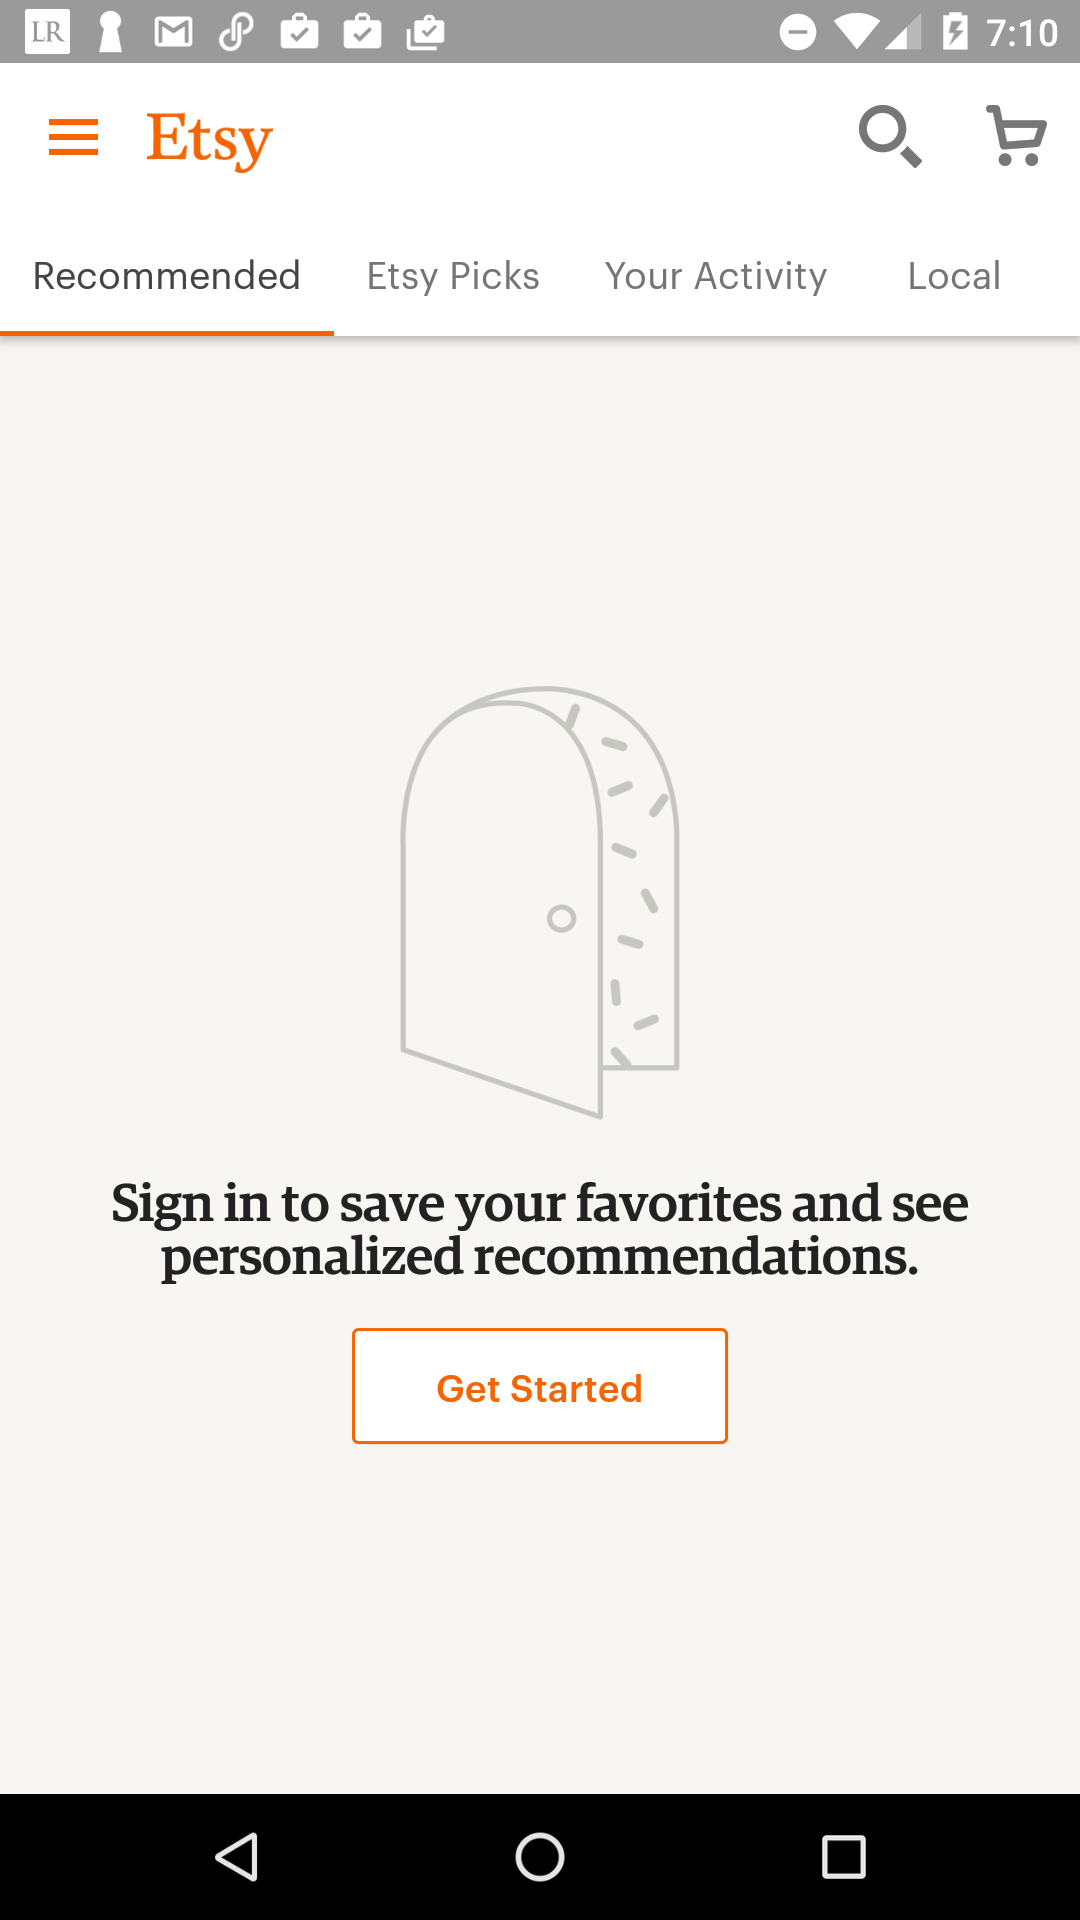 LR 7:10
Etsy
Recommended Etsy Picks Your Activity Local
Sign in to save your favorites and see
personalized recommendations.
Get Started